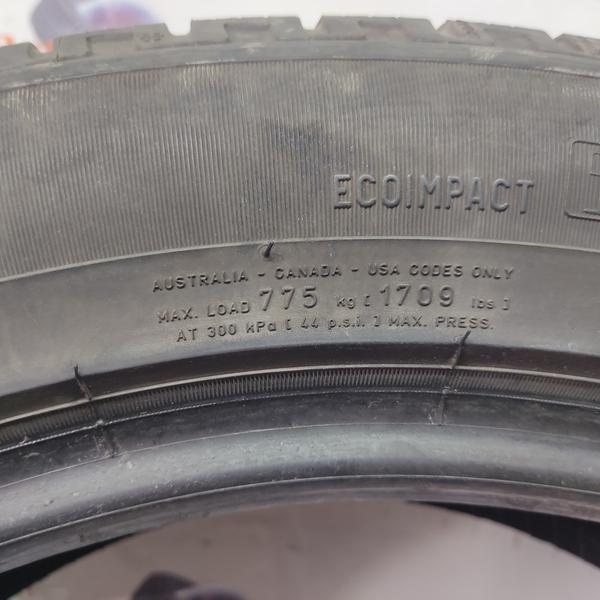 ECOIMPACT
AUSTRALIA - CANADA - USA CODES ONLY
MAX. LOAD 775 kg [ 1709 lbs ]
AT 300 kPa [ 44 p.s.i. ] MAX. PRESS.